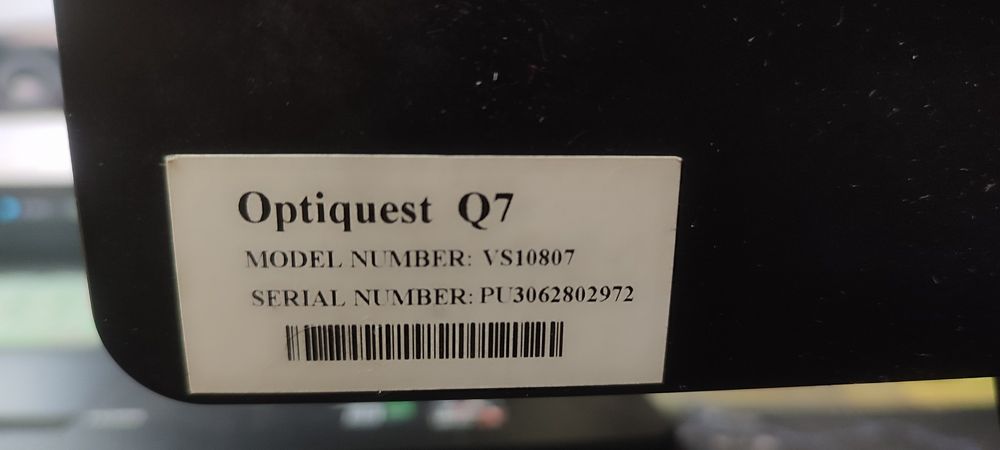 Optiquest Q7
MODEL NUMBER: VS10807
SERIAL NUMBER: PU3062802972